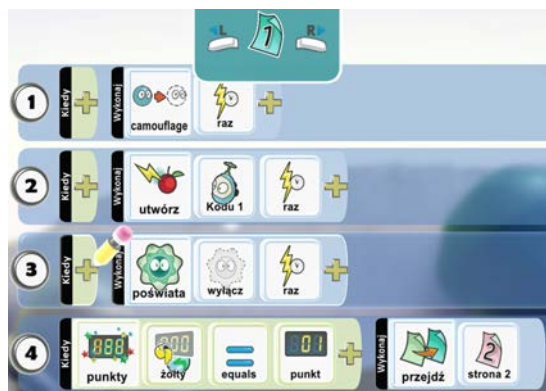 L 1 R
1 Kiedy Wykonaj camouflage raz
2 Kiedy Wykonaj utwórz Kodu 1 raz
3 Kiedy Wykonaj poświata wyłącz raz
4 Kiedy punkty żółty equals 01 punkt Wykonaj przejdź 2 strona 2